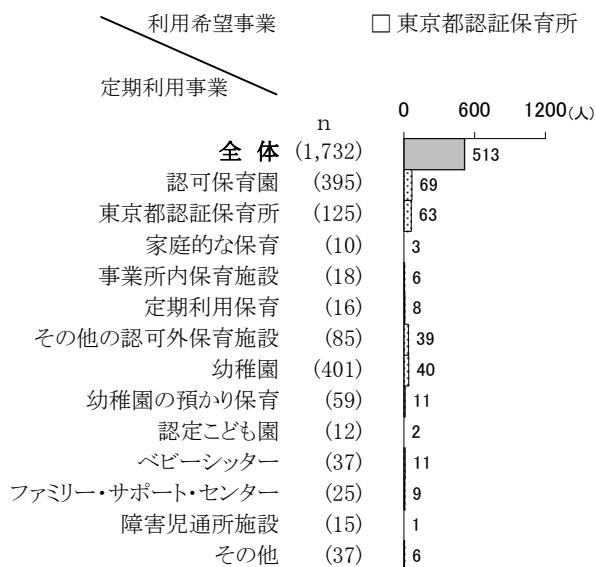 利用希望事業 □ 東京都認証保育所
定期利用事業
0 600 1200(人)
n
全 体 (1,732) 513
認可保育園 (395) 69
東京都認証保育所 (125) 63
家庭的な保育 (10) 3
事業所内保育施設 (18) 6
定期利用保育 (16) 8
その他の認可外保育施設 (85) 39
幼稚園 (401) 40
幼稚園の預かり保育 (59) 11
認定こども園 (12) 2
ベビーシッター (37) 11
ファミリー・サポート・センター (25) 9
障害児通所施設 (15) 1
その他 (37) 6